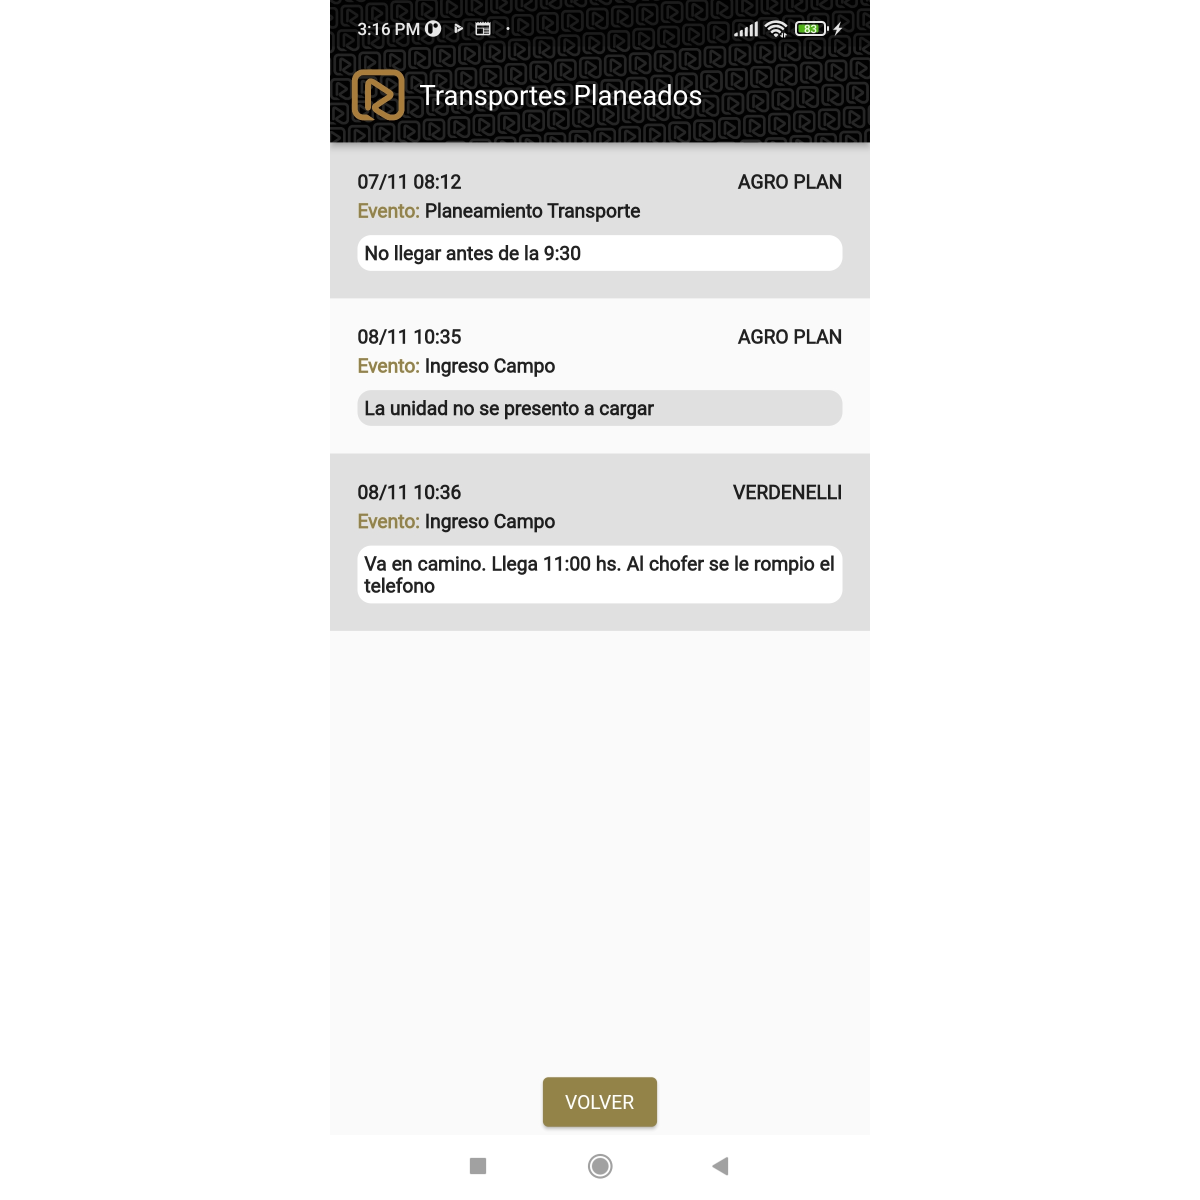 3:16 PM
83
Transportes Planeados
07/11 08:12 AGRO PLAN
Evento: Planeamiento Transporte
No llegar antes de la 9:30
08/11 10:35 AGRO PLAN
Evento: Ingreso Campo
La unidad no se presento a cargar
08/11 10:36 VERDENELLI
Evento: Ingreso Campo
Va en camino. Llega 11:00 hs. Al chofer se le rompio el
telefono
VOLVER